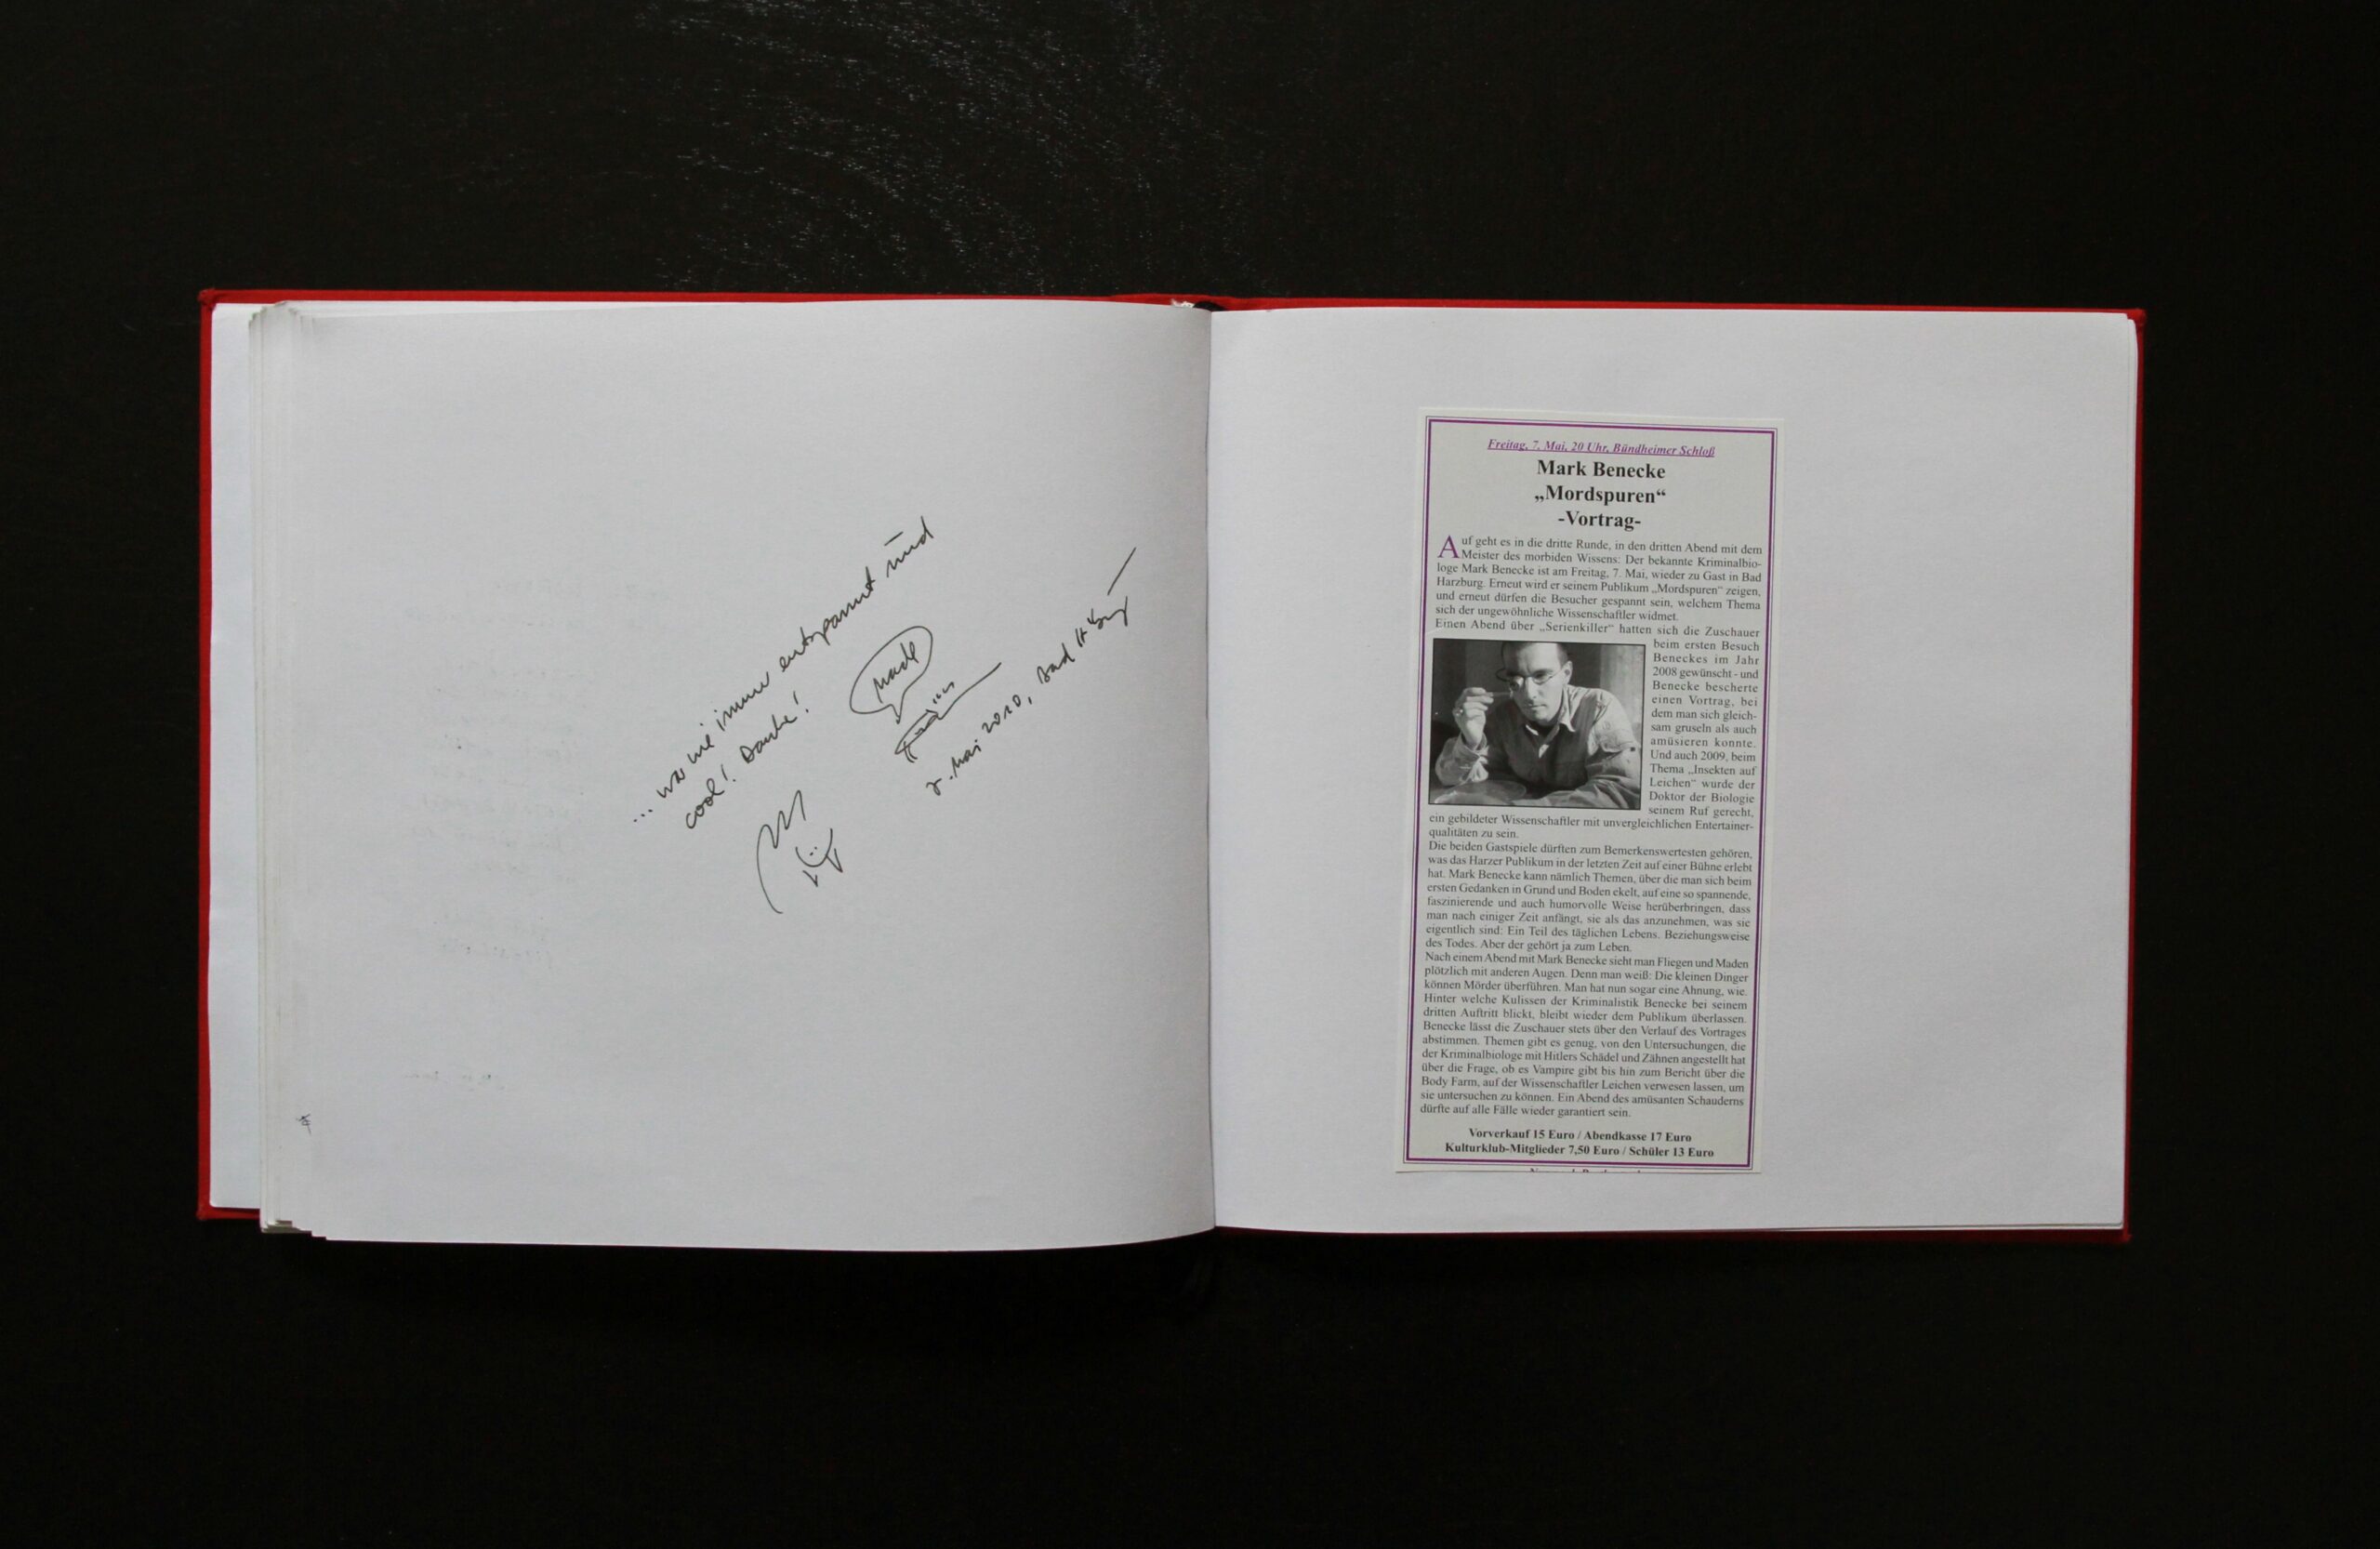 ... war wie immer entspannt und
cool! Danke!
Made
7. Mai 2010, Bad Hzbg
Freitag, 7. Mai, 20 Uhr, Bündheimer Schloß
Mark Benecke
„Mordspuren“
-Vortrag-
Auf geht es in die dritte Runde, in den dritten Abend mit dem
Meister des morbiden Wissens: Der bekannte Kriminalbio-
loge Mark Benecke ist am Freitag, 7. Mai, wieder zu Gast in Bad
Harzburg. Erneut wird er seinem Publikum „Mordspuren“ zeigen,
und erneut dürfen die Besucher gespannt sein, welchem Thema
sich der ungewöhnliche Wissenschaftler widmet.
Einen Abend über „Serienkiller“ hatten sich die Zuschauer
beim ersten Besuch
Beneckes im Jahr
2008 gewünscht - und
Benecke bescherte
einen Vortrag, bei
dem man sich gleich-
sam gruseln als auch
amüsieren konnte.
Und auch 2009, beim
Thema „Insekten auf
Leichen“ wurde der
Doktor der Biologie
seinem Ruf gerecht,
ein gebildeter Wissenschaftler mit unvergleichlichen Entertainer-
qualitäten zu sein.
Die beiden Gastspiele dürften zum Bemerkenswertesten gehören,
was das Harzer Publikum in der letzten Zeit auf einer Bühne erlebt
hat. Mark Benecke kann nämlich Themen, über die man sich beim
ersten Gedanken in Grund und Boden ekelt, auf eine so spannende,
faszinierende und auch humorvolle Weise herüberbringen, dass
man nach einiger Zeit anfängt, sie als das anzunehmen, was sie
eigentlich sind: Ein Teil des täglichen Lebens. Beziehungsweise
des Todes. Aber der gehört ja zum Leben.
Nach einem Abend mit Mark Benecke sieht man Fliegen und Maden
plötzlich mit anderen Augen. Denn man weiß: Die kleinen Dinger
können Mörder überführen. Man hat nun sogar eine Ahnung, wie.
Hinter welche Kulissen der Kriminalistik Benecke bei seinem
dritten Auftritt blickt, bleibt wieder dem Publikum überlassen.
Benecke lässt die Zuschauer stets über den Verlauf des Vortrages
abstimmen. Themen gibt es genug, von den Untersuchungen, die
der Kriminalbiologe mit Hitlers Schädel und Zähnen angestellt hat
über die Frage, ob es Vampire gibt bis hin zum Bericht über die
Body Farm, auf der Wissenschaftler Leichen verwesen lassen, um
sie untersuchen zu können. Ein Abend des amüsanten Schauderns
dürfte auf alle Fälle wieder garantiert sein.
Vorverkauf 15 Euro / Abendkasse 17 Euro
Kulturklub-Mitglieder 7,50 Euro / Schüler 13 Euro